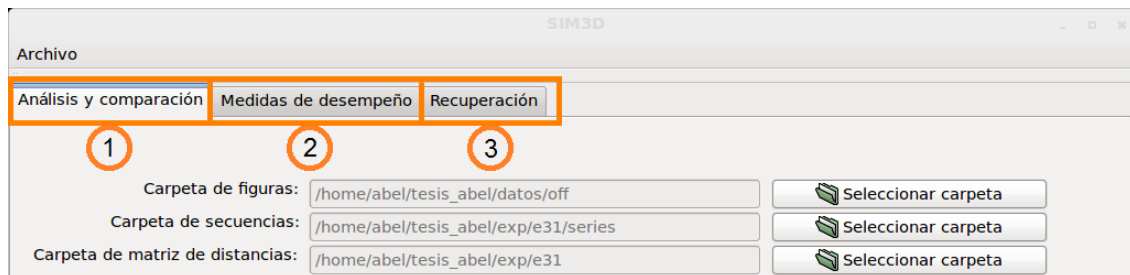 SIM3D
Archivo
Análisis y comparación Medidas de desempeño Recuperación
1 2 3
Carpeta de figuras: /home/abel/tesis_abel/datos/off Seleccionar carpeta
Carpeta de secuencias: /home/abel/tesis_abel/exp/e31/series Seleccionar carpeta
Carpeta de matriz de distancias: /home/abel/tesis_abel/exp/e31 Seleccionar carpeta